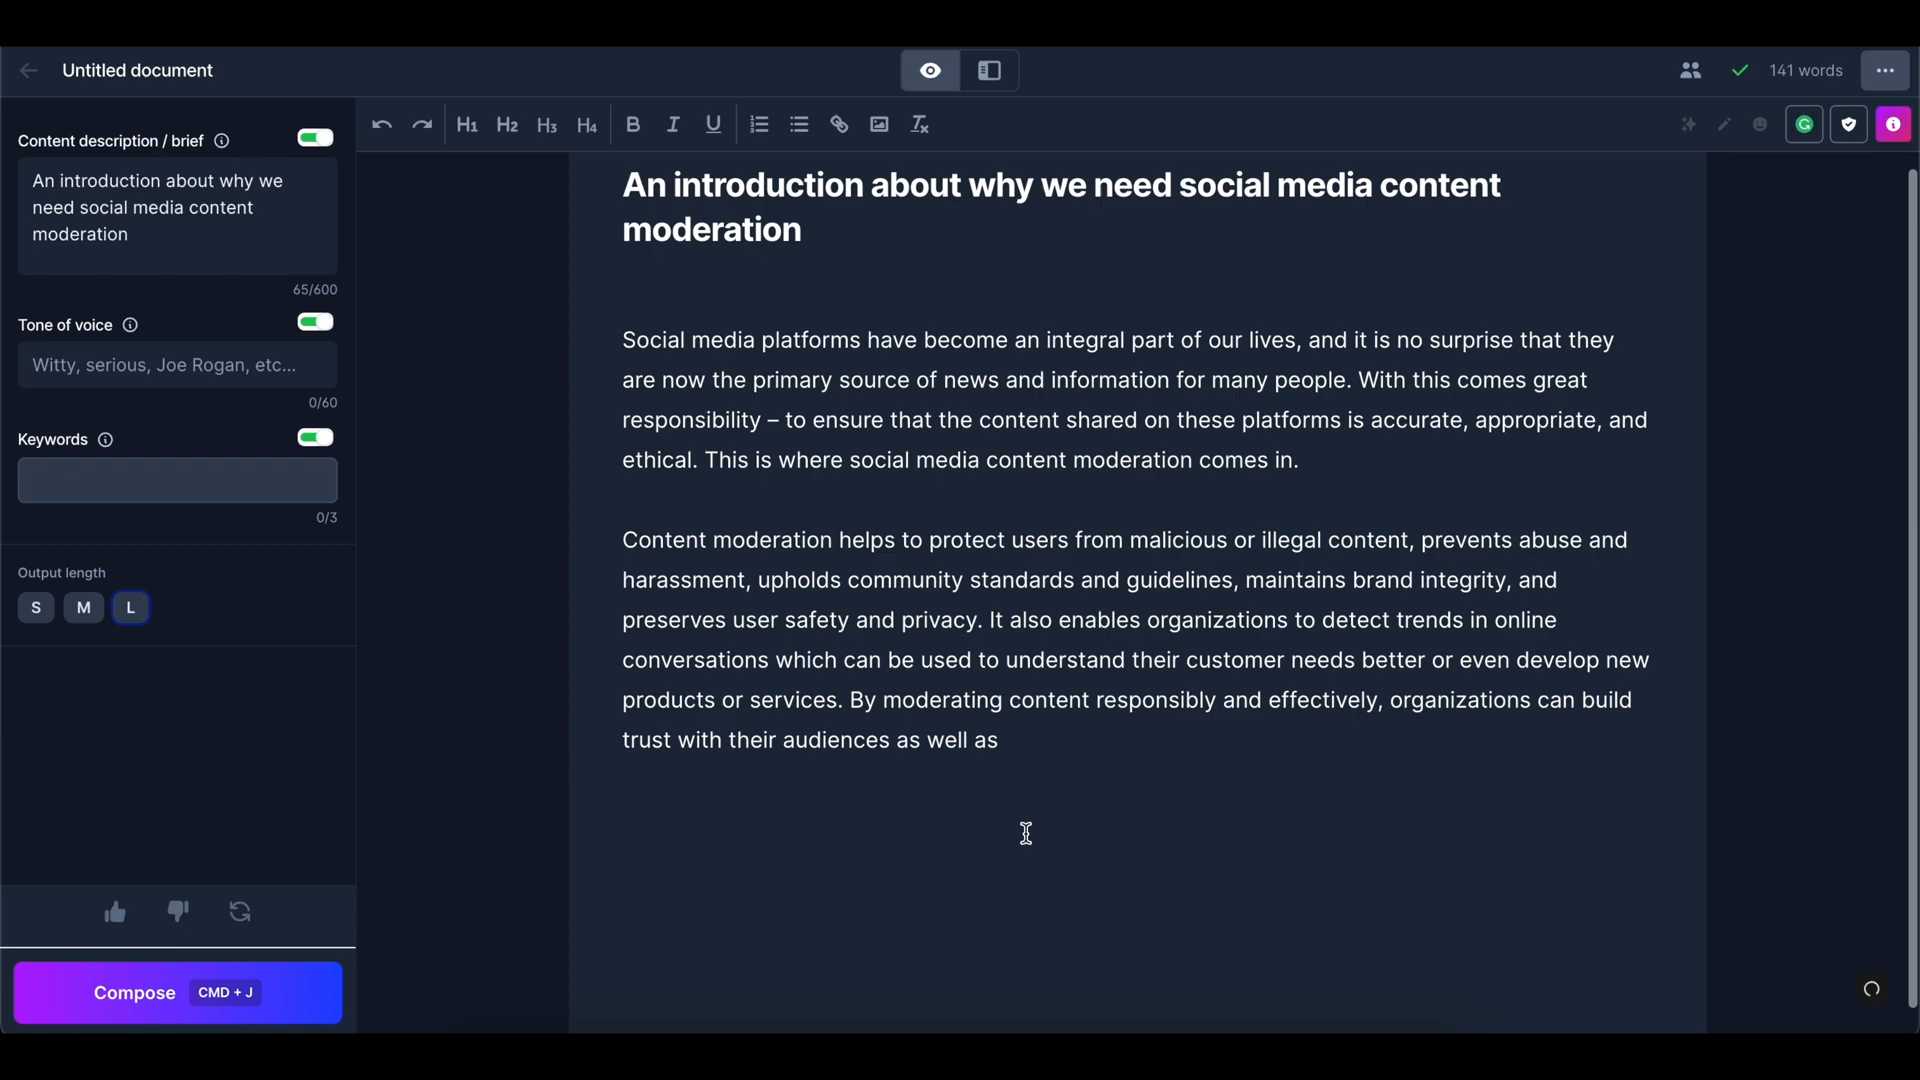 Untitled document
141 words
H1 H2 H3 H4 B I U
Content description / brief
An introduction about why we
need social media content
moderation
65/600
Tone of voice
Witty, serious, Joe Rogan, etc...
0/60
Keywords
0/3
Output length
S M L
Compose CMD + J
An introduction about why we need social media content
moderation
Social media platforms have become an integral part of our lives, and it is no surprise that they
are now the primary source of news and information for many people. With this comes great
responsibility – to ensure that the content shared on these platforms is accurate, appropriate, and
ethical. This is where social media content moderation comes in.
Content moderation helps to protect users from malicious or illegal content, prevents abuse and
harassment, upholds community standards and guidelines, maintains brand integrity, and
preserves user safety and privacy. It also enables organizations to detect trends in online
conversations which can be used to understand their customer needs better or even develop new
products or services. By moderating content responsibly and effectively, organizations can build
trust with their audiences as well as